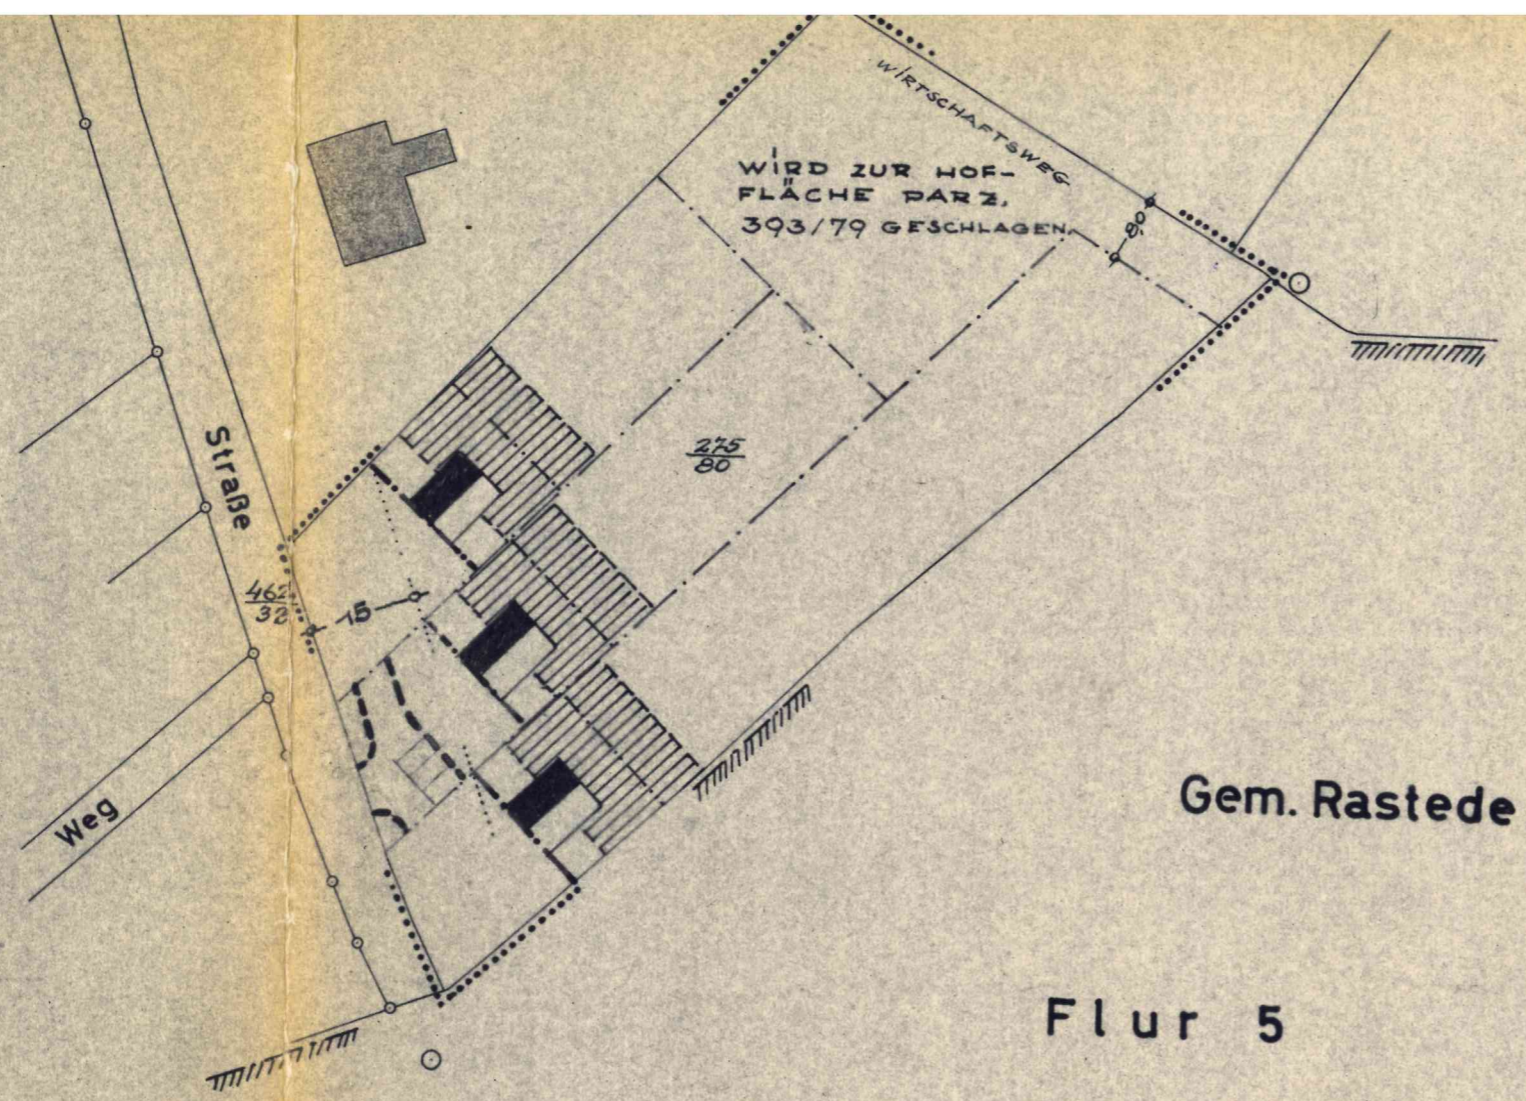 WIRTSCHAFTSWEG
WIRD ZUR HOF-
FLÄCHE PARZ.
393/79 GESCHLAGEN
8,0
275
80
Straße
462
32
15
Weg
Gem. Rastede
Flur 5